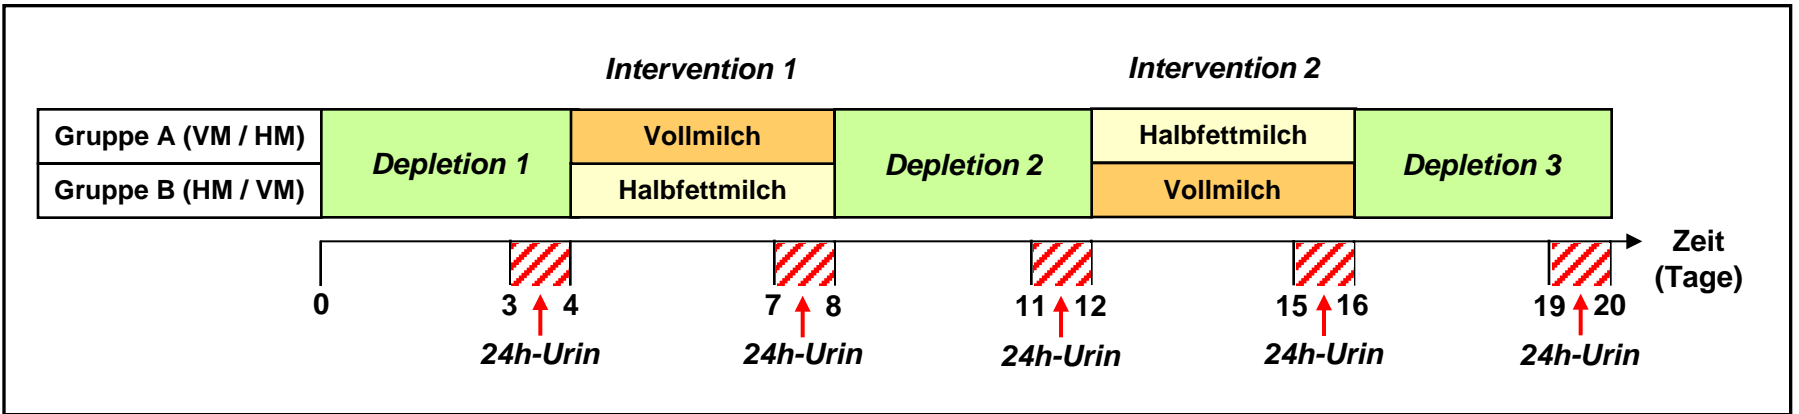 Intervention 1
Intervention 2
Gruppe A (VM / HM)
Gruppe B (HM / VM)
Depletion 1
Vollmilch
Halbfettmilch
Depletion 2
Halbfettmilch
Vollmilch
Depletion 3
Zeit
(Tage)
0
3
4
7
8
11
12
15
16
19
20
24h-Urin
24h-Urin
24h-Urin
24h-Urin
24h-Urin